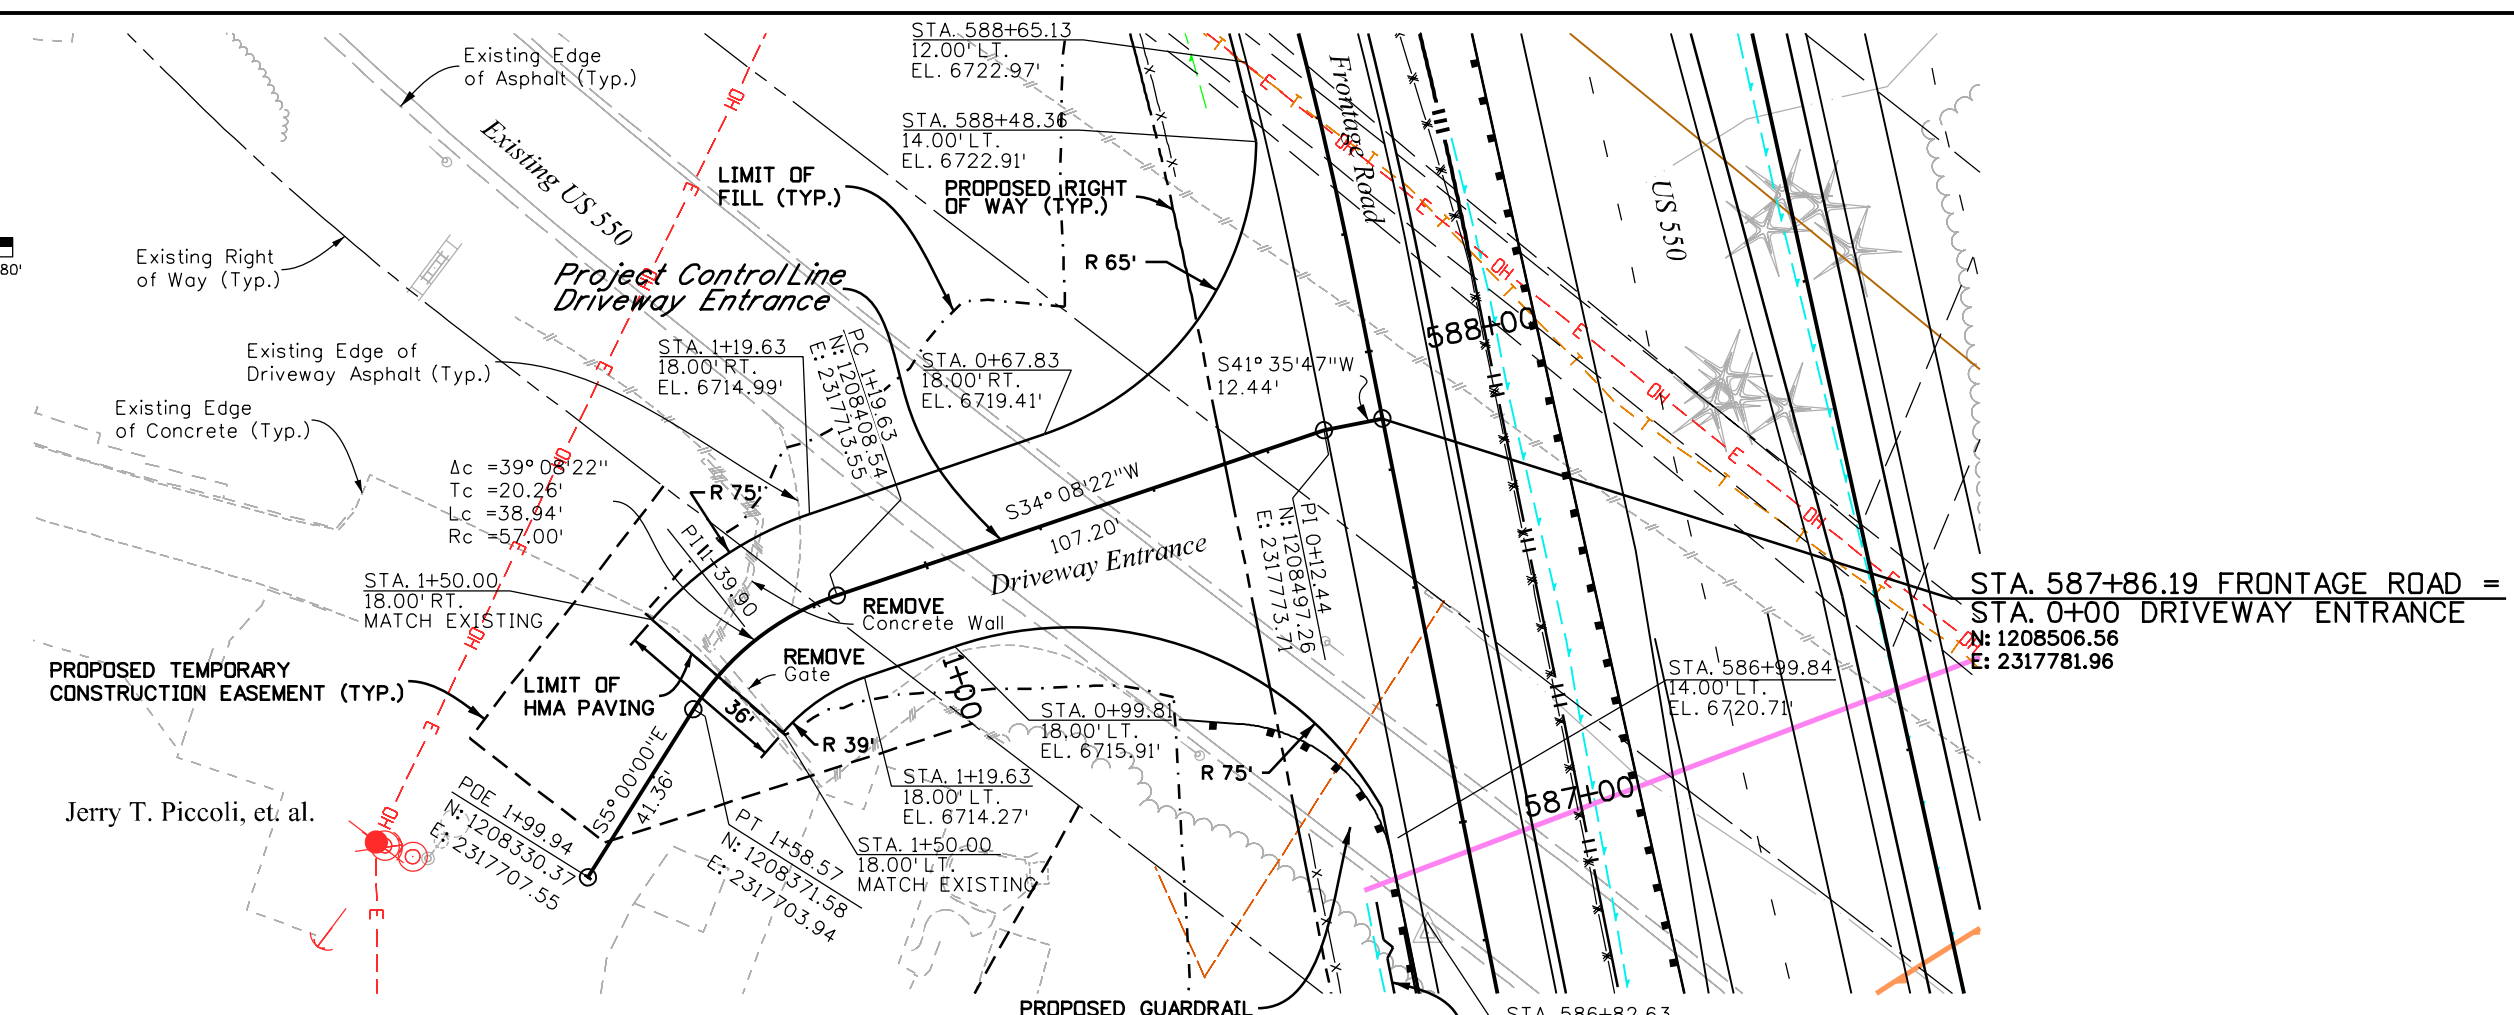 STA. 588+65.13
12.00' LT.
EL. 6722.97'
Existing Edge
of Asphalt (Typ.)
OH
Frontage Road
E
T
STA. 588+48.36
14.00' LT.
EL. 6722.91'
Existing US 550
LIMIT OF
FILL (TYP.)
PROPOSED RIGHT
OF WAY (TYP.)
US 550
Existing Right
of Way (Typ.)
80'
R 65'
Project Control Line
Driveway Entrance
588+00
STA. 1+19.63
18.00' RT.
EL. 6714.99'
PC 1+19.63
N: 1208408.54
E: 2317713.55
STA. 0+67.83
18.00' RT.
EL. 6719.41'
S41° 35'47"W
12.44'
Existing Edge of
Driveway Asphalt (Typ.)
Existing Edge
of Concrete (Typ.)
Δc =39° 08'22"
Tc =20.26'
Lc =38.94'
Rc =57.00'
R 75'
S34° 08'22"W
107.20'
Driveway Entrance
PI 0+12.44
N: 1208497.26
E: 2317773.71
PI 1+39.90
STA. 1+50.00
18.00' RT.
MATCH EXISTING
REMOVE
Concrete Wall
REMOVE
Gate
STA. 587+86.19 FRONTAGE ROAD =
STA. 0+00 DRIVEWAY ENTRANCE
N: 1208506.56
E: 2317781.96
PROPOSED TEMPORARY
CONSTRUCTION EASEMENT (TYP.)
LIMIT OF
HMA PAVING
36'
1+00
STA. 586+99.84
14.00' LT.
EL. 6720.71'
STA. 0+99.81
18.00' LT.
EL. 6715.91'
R 39'
R 75'
STA. 1+19.63
18.00' LT.
EL. 6714.27'
587+00
S5° 00'00"E
41.36'
POE 1+99.94
N: 1208330.37
E: 2317707.55
Jerry T. Piccoli, et. al.
PT 1+58.57
N: 1208371.58
E: 2317703.94
STA. 1+50.00
18.00' LT.
MATCH EXISTING
PROPOSED GUARDRAIL
STA. 586+82.63